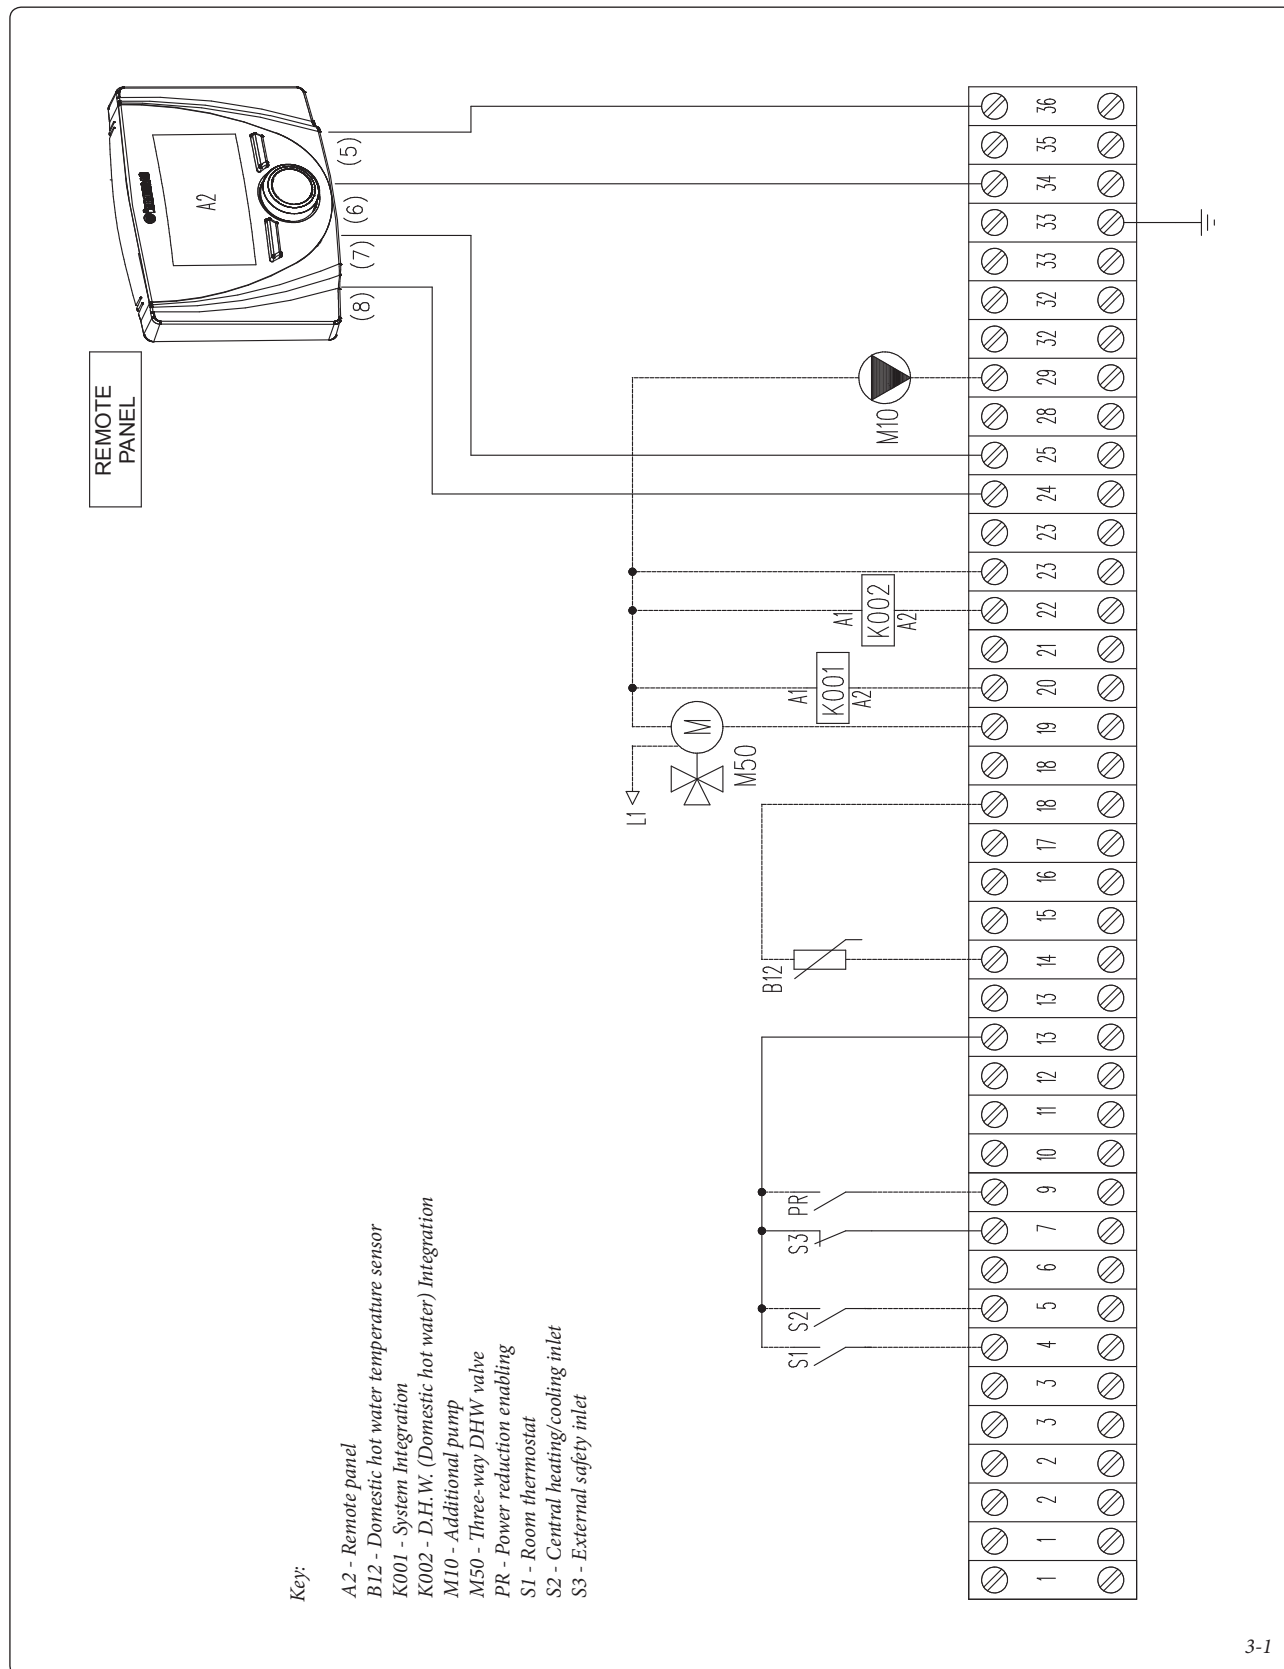 REMOTE
PANEL
A2
(8)
(7)
(6)
(5)
L1
M
M50
A1
K001
A2
A1
K002
A2
M10
B12
S1
S2
S3
PR
1
1
2
2
3
3
4
5
6
7
9
10
11
12
13
13
14
15
16
17
18
18
19
20
21
22
23
23
24
25
28
29
32
32
33
33
34
35
36
Key:
A2 - Remote panel
B12 - Domestic hot water temperature sensor
K001 - System Integration
K002 - D.H.W. (Domestic hot water) Integration
M10 - Additional pump
M50 - Three-way DHW valve
PR - Power reduction enabling
S1 - Room thermostat
S2 - Central heating/cooling inlet
S3 - External safety inlet
3-1